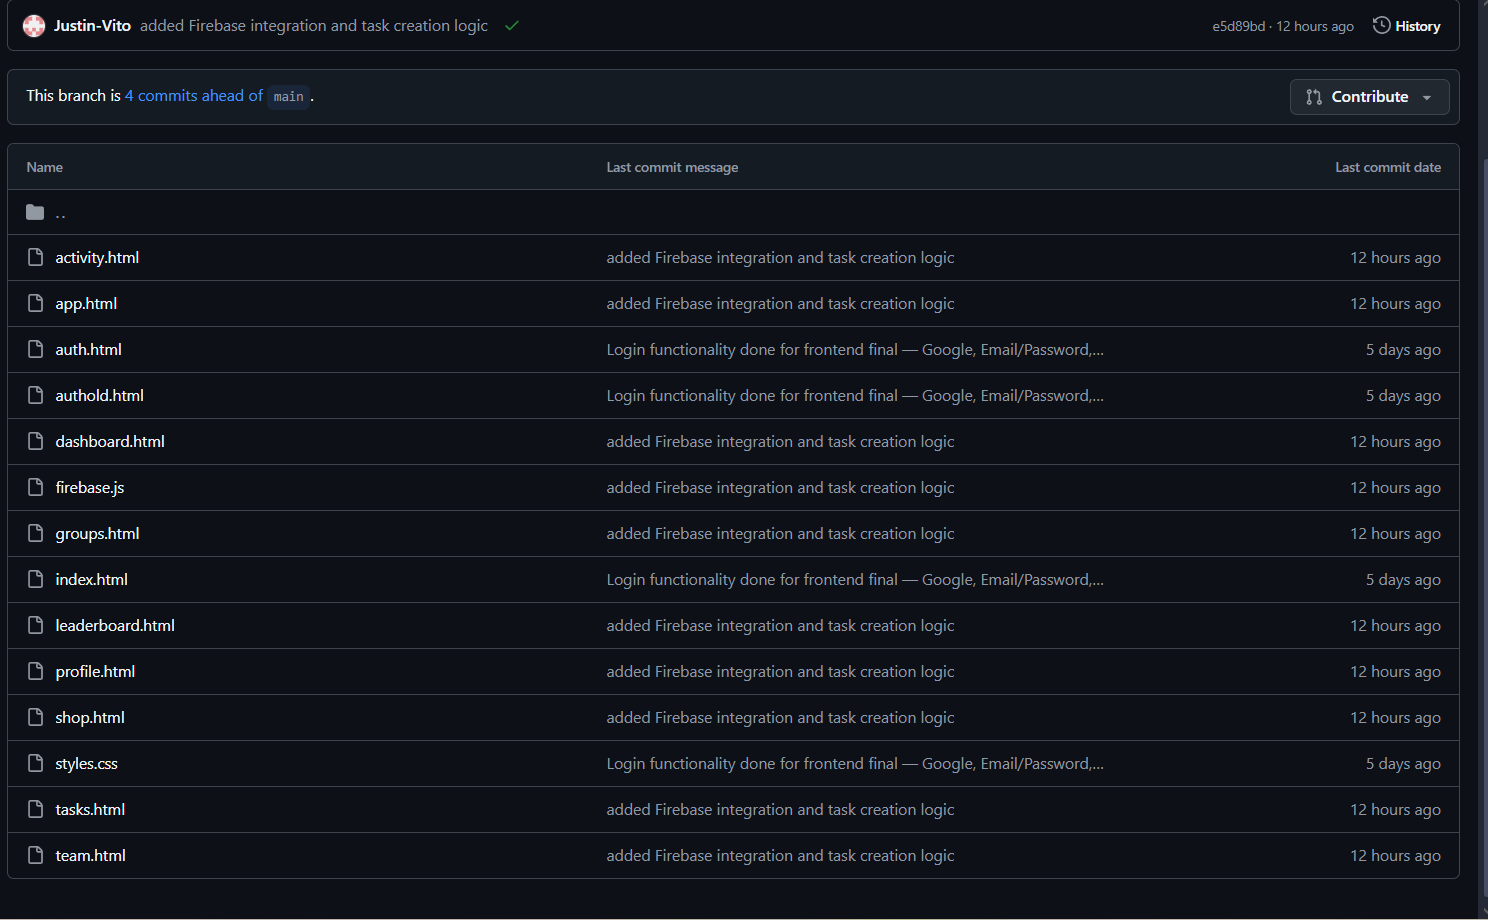 Justin-Vito added Firebase integration and task creation logic e5d89bd · 12 hours ago History
This branch is 4 commits ahead of main . Contribute
Name Last commit message Last commit date
..
activity.html added Firebase integration and task creation logic 12 hours ago
app.html added Firebase integration and task creation logic 12 hours ago
auth.html Login functionality done for frontend final — Google, Email/Password,... 5 days ago
authold.html Login functionality done for frontend final — Google, Email/Password,... 5 days ago
dashboard.html added Firebase integration and task creation logic 12 hours ago
firebase.js added Firebase integration and task creation logic 12 hours ago
groups.html added Firebase integration and task creation logic 12 hours ago
index.html Login functionality done for frontend final — Google, Email/Password,... 5 days ago
leaderboard.html added Firebase integration and task creation logic 12 hours ago
profile.html added Firebase integration and task creation logic 12 hours ago
shop.html added Firebase integration and task creation logic 12 hours ago
styles.css Login functionality done for frontend final — Google, Email/Password,... 5 days ago
tasks.html added Firebase integration and task creation logic 12 hours ago
team.html added Firebase integration and task creation logic 12 hours ago